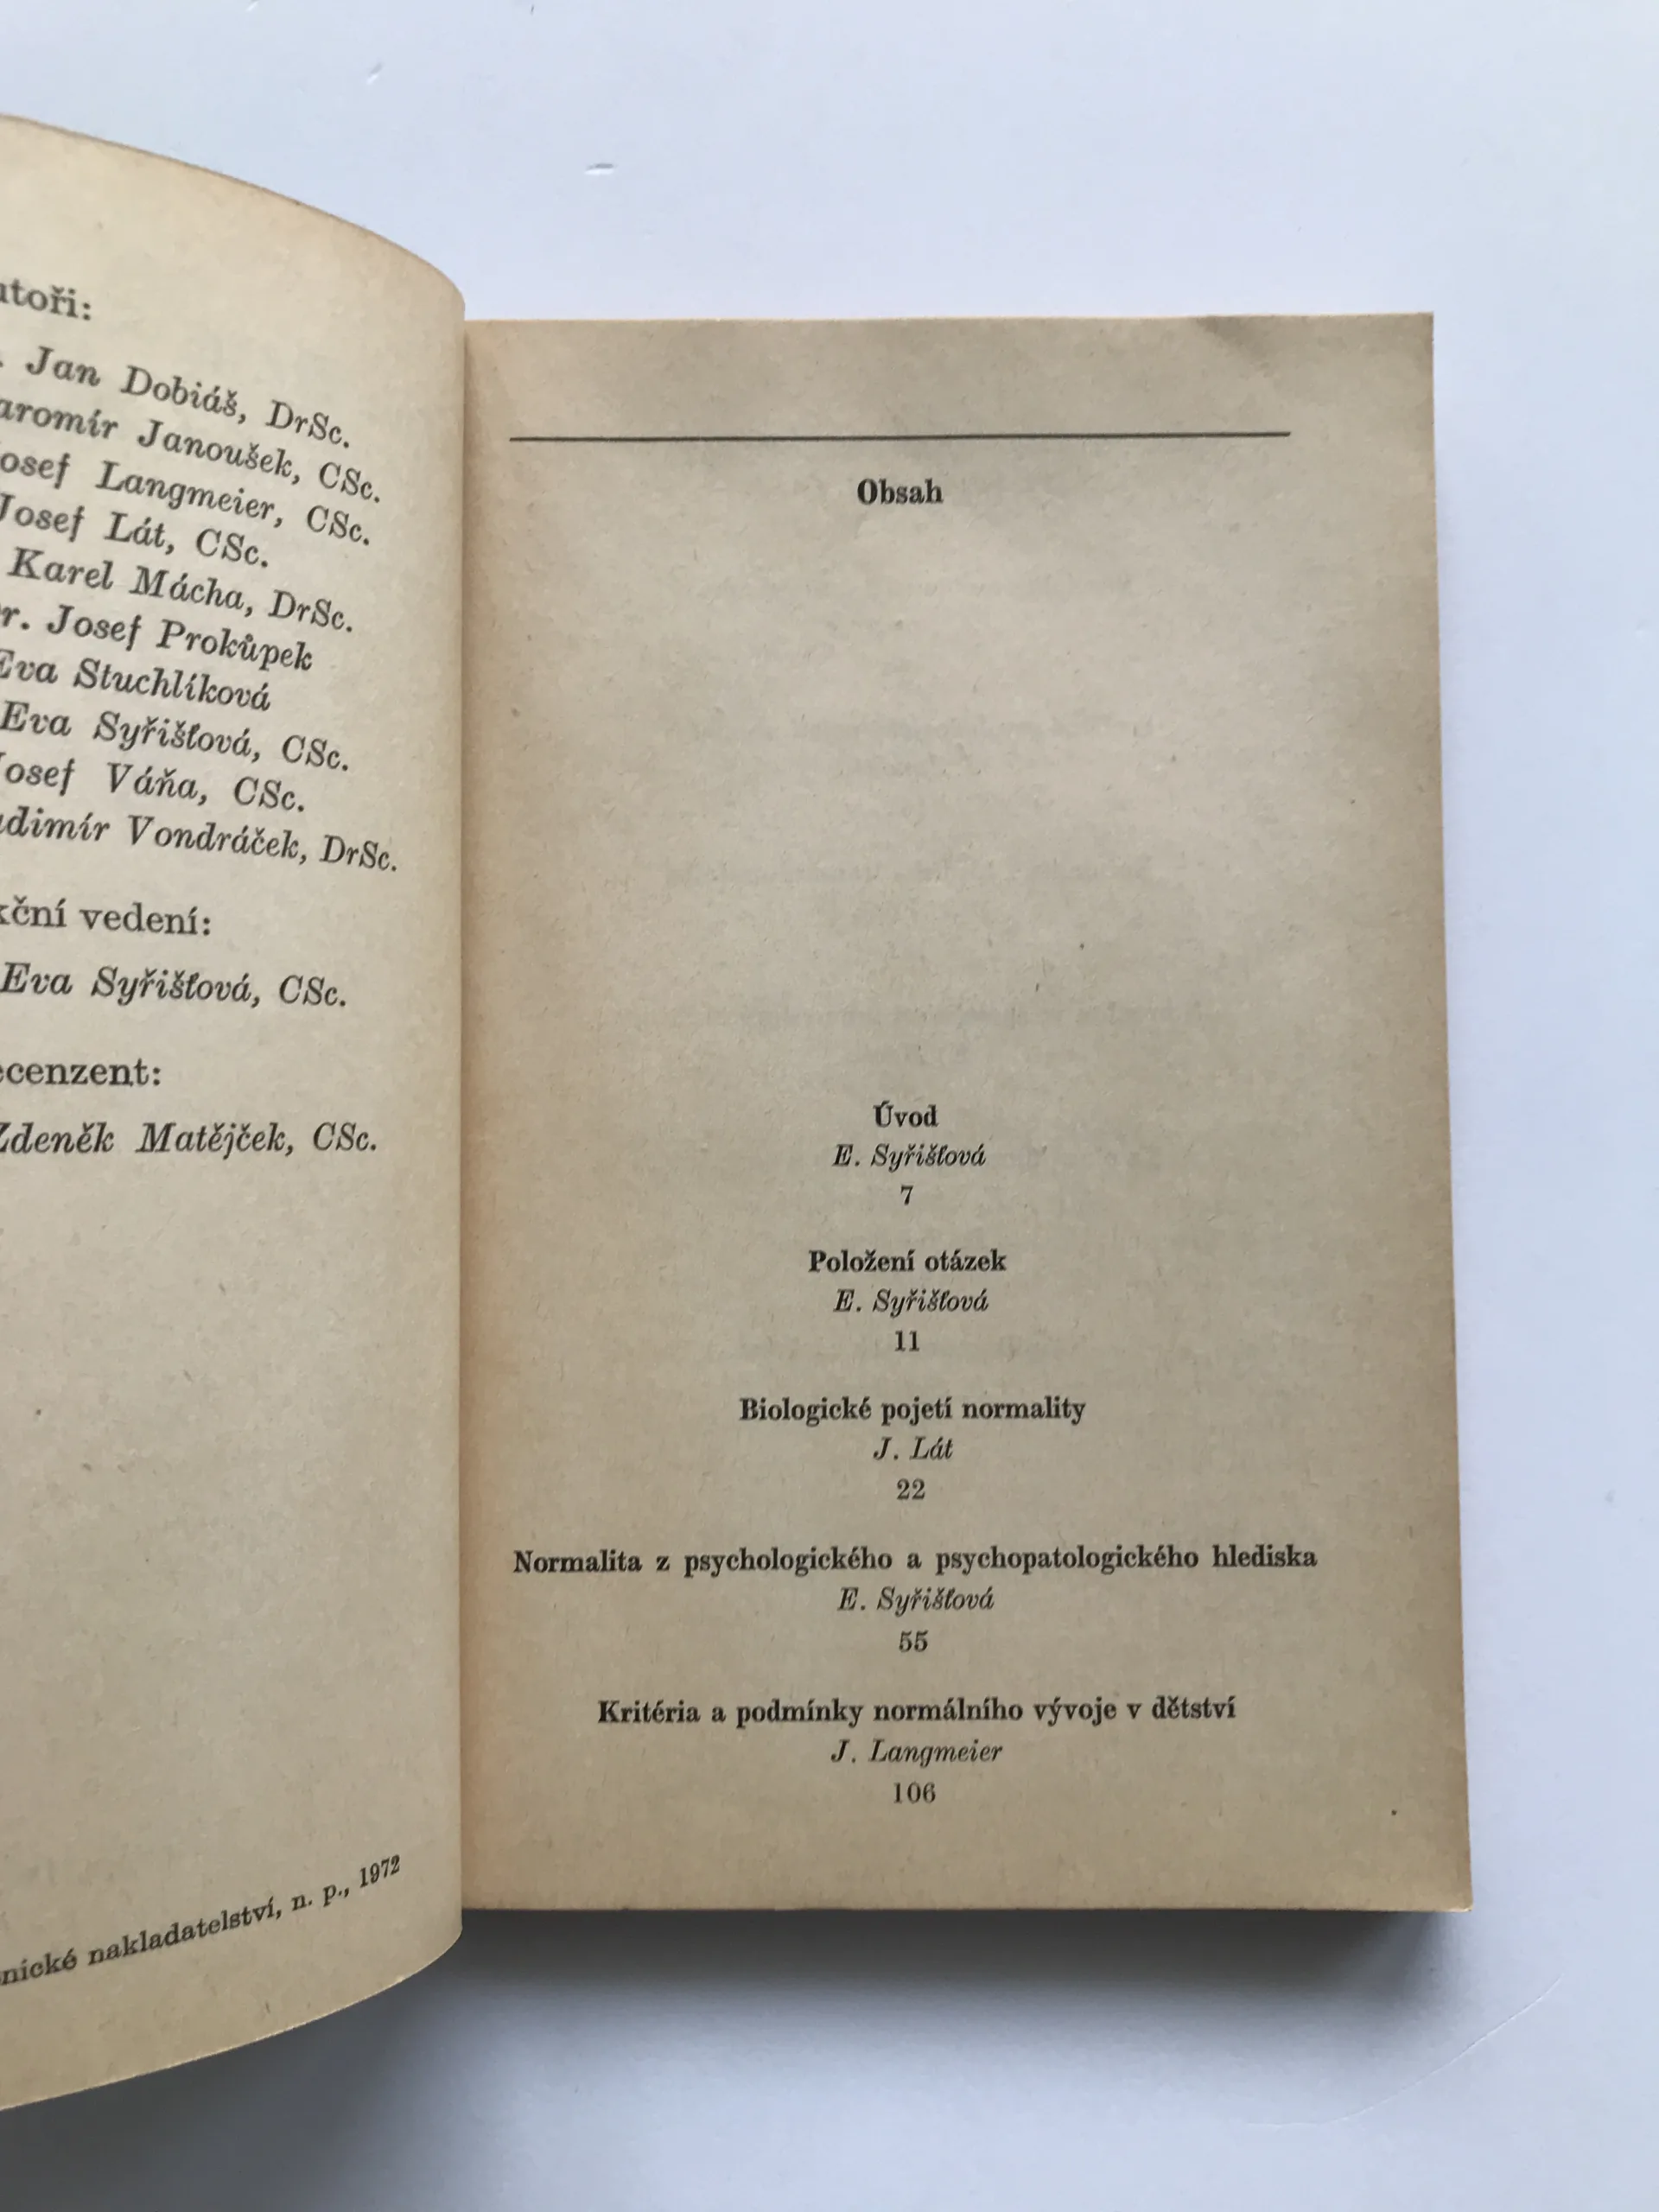 utoři:
. Jan Dobiáš, DrSc.
aromír Janoušek, CSc.
osef Langmeier, CSc.
Josef Lát, CSc.
Karel Mácha, DrSc.
r. Josef Prokůpek
Eva Stuchlíková
Eva Syřišťová, CSc.
Josef Váňa, CSc.
adimír Vondráček, DrSc.
kční vedení:
Eva Syřišťová, CSc.
ecenzent:
Zdeněk Matějček, CSc.
nické nakladatelství, n. p., 1972
Obsah
Úvod
E. Syřišťová
7
Položení otázek
E. Syřišťová
11
Biologické pojetí normality
J. Lát
22
Normalita z psychologického a psychopatologického hlediska
E. Syřišťová
55
Kritéria a podmínky normálního vývoje v dětství
J. Langmeier
106